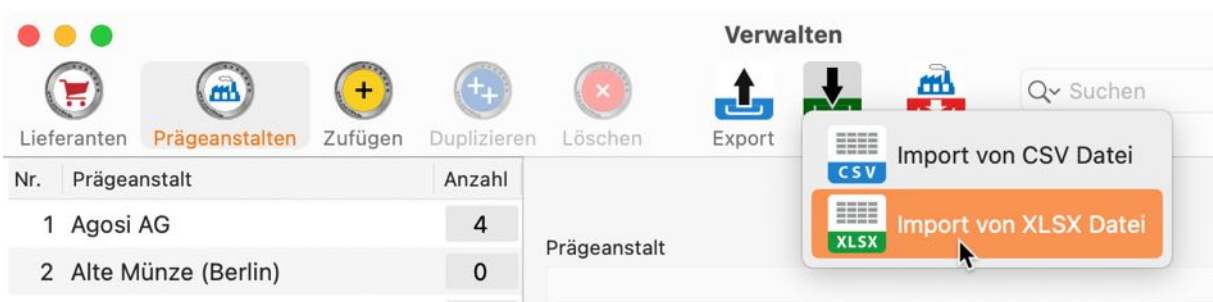 Verwalten
Lieferanten Prägeanstalten Zufügen Duplizieren Löschen Export Suchen
Import von CSV Datei
CSV
Import von XLSX Datei
XLSX
Nr. Prägeanstalt Anzahl
1 Agosi AG 4
2 Alte Münze (Berlin) 0
Prägeanstalt